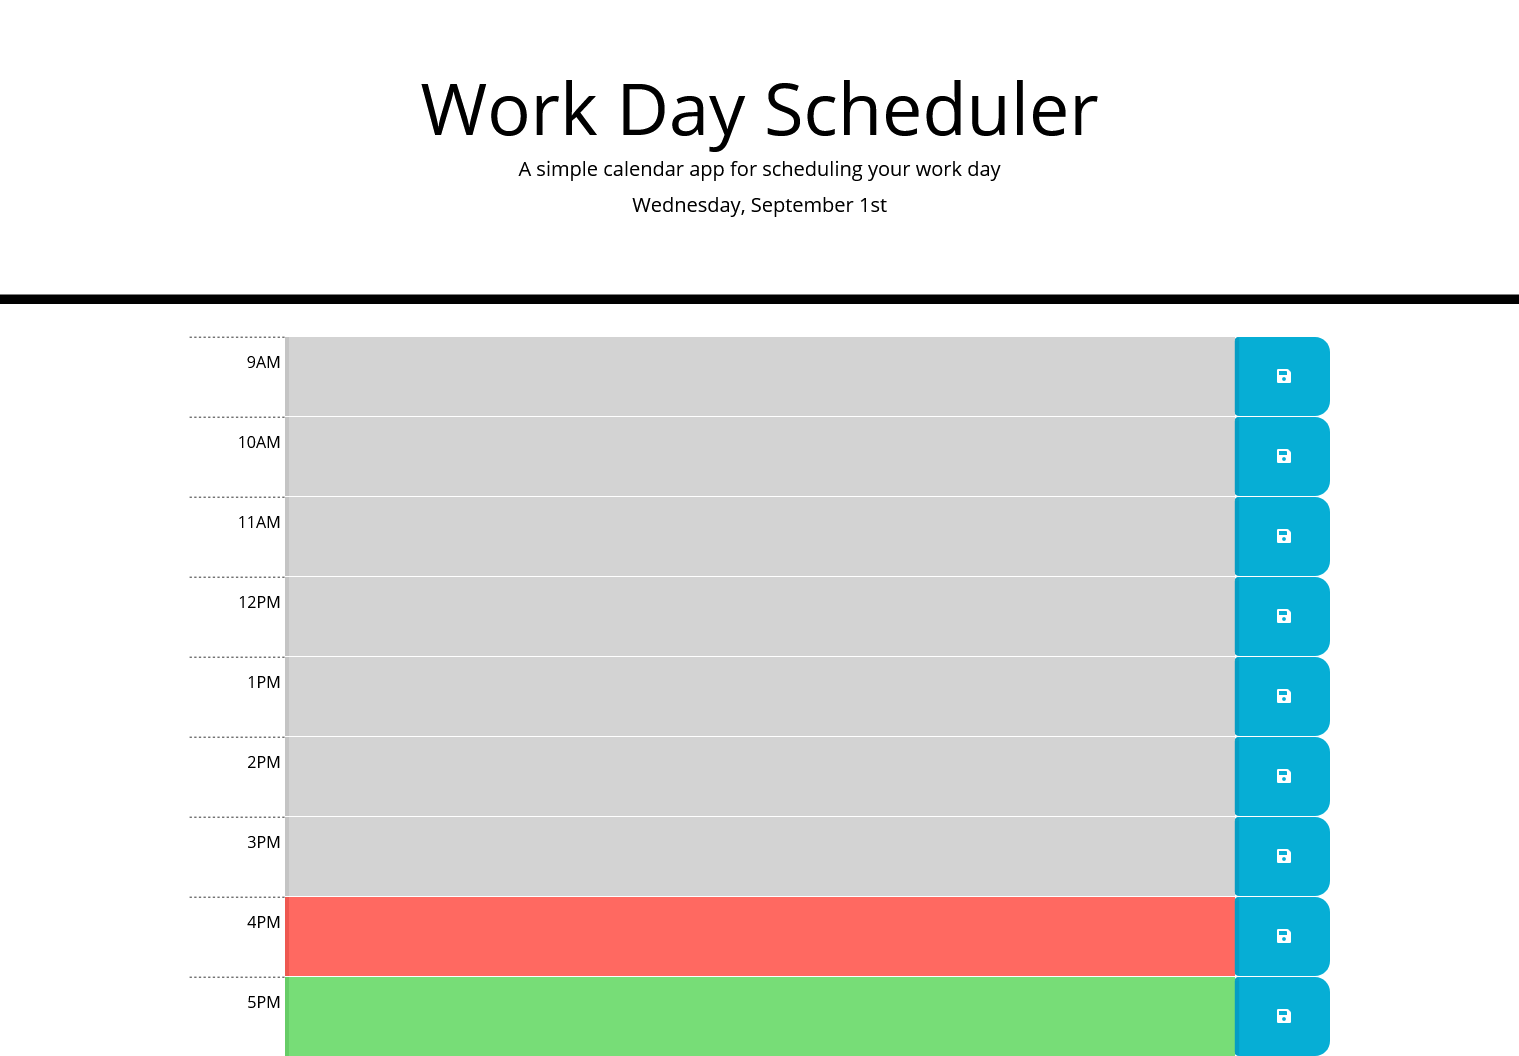 Work Day Scheduler
A simple calendar app for scheduling your work day
Wednesday, September 1st
9AM
10AM
11AM
12PM
1PM
2PM
3PM
4PM
5PM